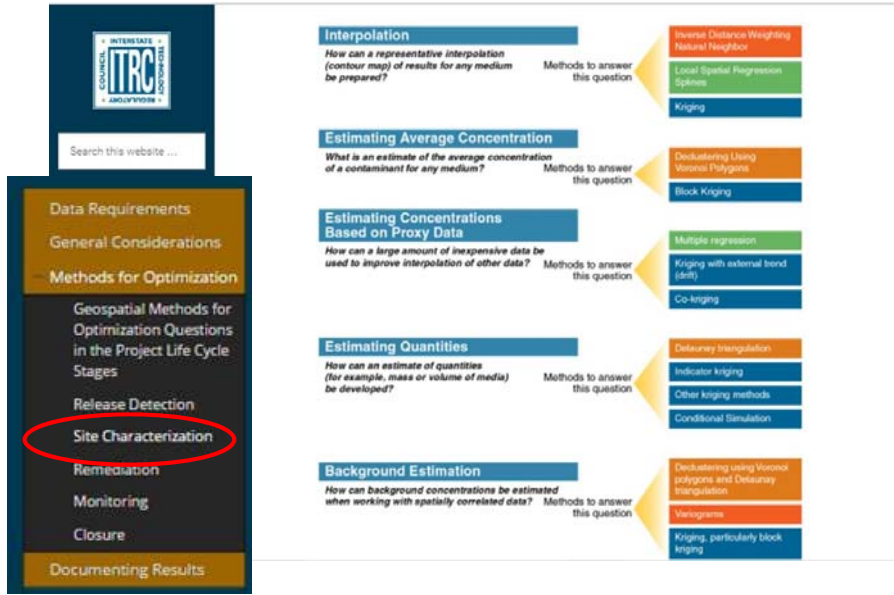 INTERSTATE
COUNCIL
ITRC
TECHNOLOGY
REGULATORY
Search this website ...
Data Requirements
General Considerations
Methods for Optimization
Geospatial Methods for
Optimization Questions
in the Project Life Cycle
Stages
Release Detection
Site Characterization
Remediation
Monitoring
Closure
Documenting Results
Interpolation
How can a representative interpolation
(contour map) of results for any medium
be prepared?
Methods to answer
this question
Inverse Distance Weighting
Natural Neighbor
Local Spatial Regression
Splines
Kriging
Estimating Average Concentration
What is an estimate of the average concentration
of a contaminant for any medium?
Methods to answer
this question
Declustering Using
Voronoi Polygons
Block Kriging
Estimating Concentrations
Based on Proxy Data
How can a large amount of inexpensive data be
used to improve interpolation of other data?
Methods to answer
this question
Multiple regression
Kriging with external trend
(drift)
Co-kriging
Estimating Quantities
How can an estimate of quantities
(for example, mass or volume of media)
be developed?
Methods to answer
this question
Delaunay triangulation
Indicator kriging
Other kriging methods
Conditional Simulation
Background Estimation
How can background concentrations be estimated
when working with spatially correlated data?
Methods to answer
this question
Declustering using Voronoi
polygons and Delaunay
triangulation
Variograms
Kriging, particularly block
kriging